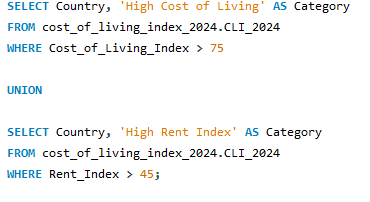 SELECT Country, 'High Cost of Living' AS Category
FROM cost_of_living_index_2024.CLI_2024
WHERE Cost_of_Living_Index > 75
UNION
SELECT Country, 'High Rent Index' AS Category
FROM cost_of_living_index_2024.CLI_2024
WHERE Rent_Index > 45;